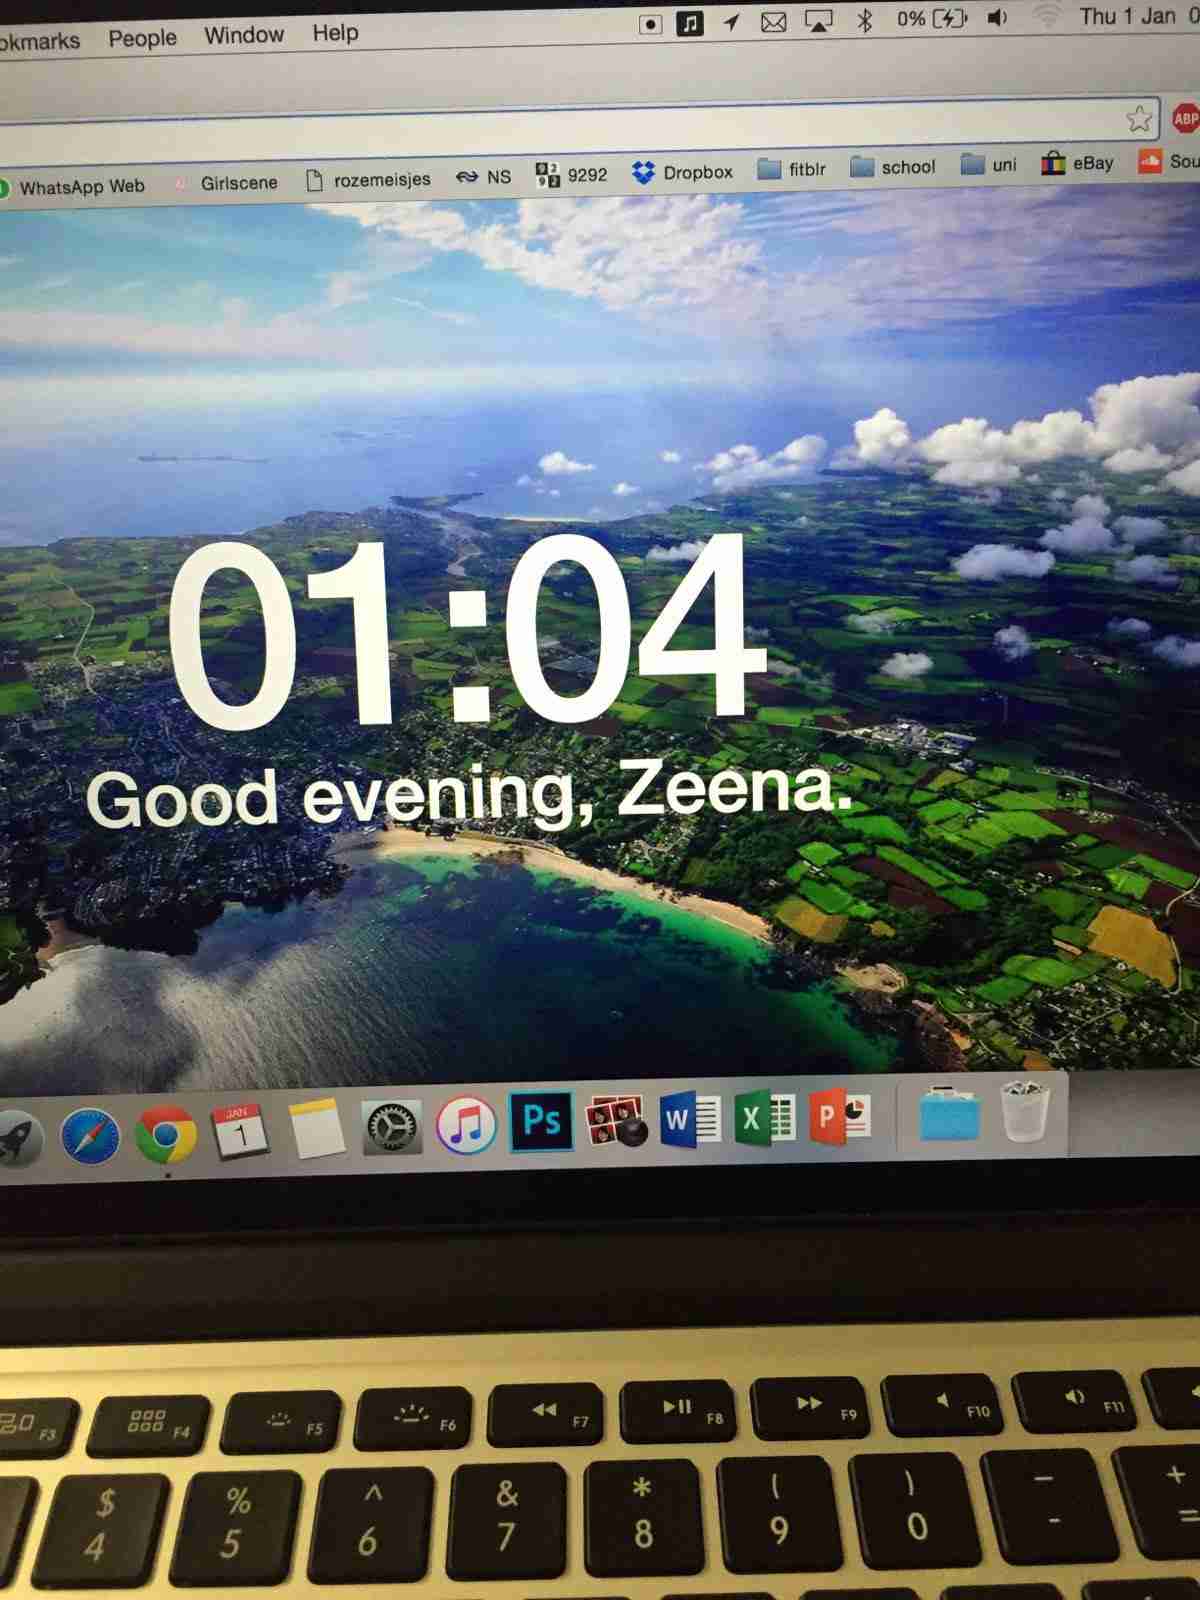 People Window Help 0% Thu 1 Jan
ABP
WhatsApp Web Girlscene rozemeisjes NS 9292 9292 Dropbox fitblr school uni eBay
01:04
Good evening, Zeena.
JAN
1
Ps W X P
F3 F4 F5 F6 F7 F8 F9 F10 F11
$ % ^ & * ( ) — +
4 5 6 7 8 9 0 - =